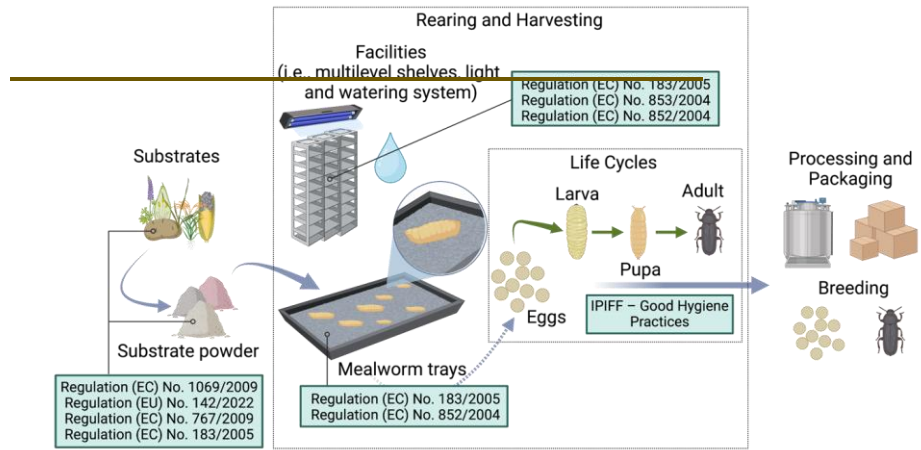 Rearing and Harvesting
Facilities
(i.e., multilevel shelves, light
and watering system)
Regulation (EC) No. 183/2005
Regulation (EC) No. 853/2004
Regulation (EC) No. 852/2004
Substrates
Substrate powder
Regulation (EC) No. 1069/2009
Regulation (EU) No. 142/2022
Regulation (EC) No. 767/2009
Regulation (EC) No. 183/2005
Mealworm trays
Regulation (EC) No. 183/2005
Regulation (EC) No. 852/2004
Life Cycles
Larva
Adult
Pupa
Eggs
IPIFF – Good Hygiene
Practices
Processing and
Packaging
Breeding